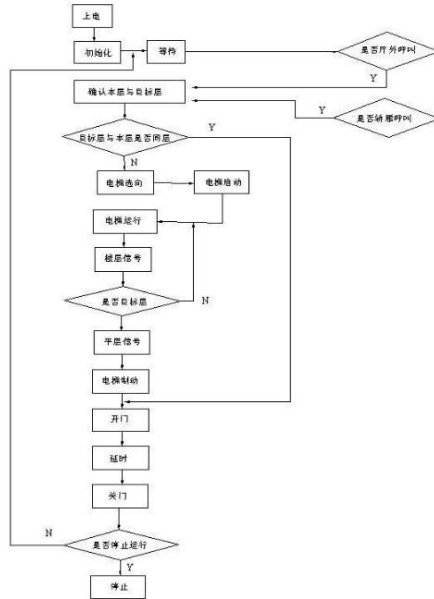 上电
初始化
等待
是否厅外呼叫
Y
确认本层与目标层
Y
是否轿厢呼叫
目标层与本层是否同层
Y
N
电梯选向
电梯启动
电梯运行
楼层信号
是否目标层
N
平层信号
电梯制动
开门
延时
关门
N
是否停止运行
Y
停止